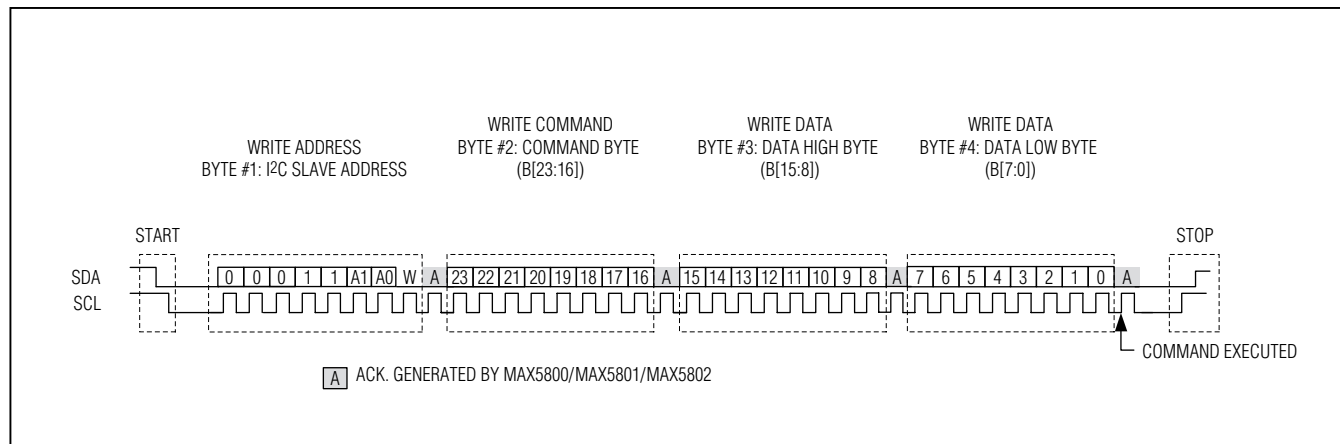 WRITE ADDRESS
BYTE #1: I2C SLAVE ADDRESS
WRITE COMMAND
BYTE #2: COMMAND BYTE
(B[23:16])
WRITE DATA
BYTE #3: DATA HIGH BYTE
(B[15:8])
WRITE DATA
BYTE #4: DATA LOW BYTE
(B[7:0])
START
STOP
SDA 0 0 0 1 1 A1 A0 W A 23 22 21 20 19 18 17 16 A 15 14 13 12 11 10 9 8 A 7 6 5 4 3 2 1 0 A
SCL
COMMAND EXECUTED
A ACK. GENERATED BY MAX5800/MAX5801/MAX5802